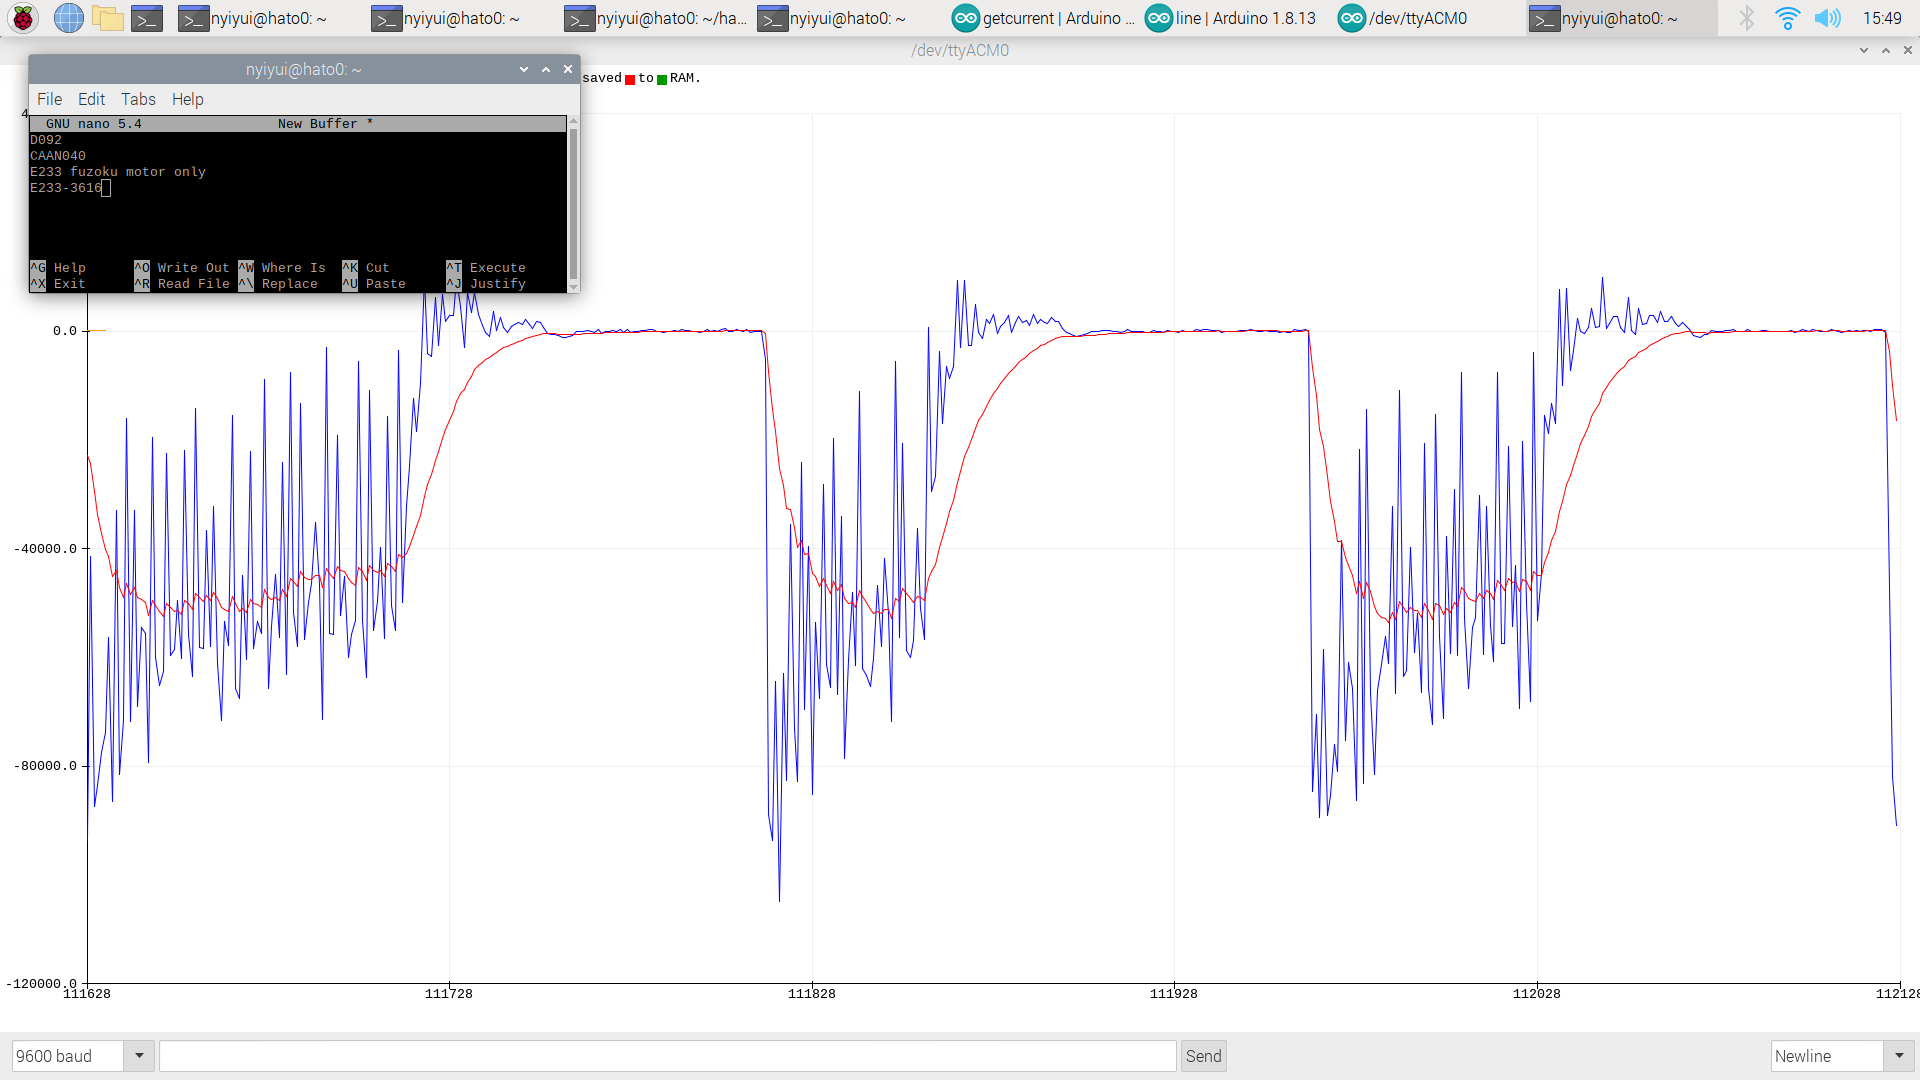 nyiyui@hato0: ~
nyiyui@hato0: ~
nyiyui@hato0: ~/ha...
nyiyui@hato0: ~
getcurrent | Arduino ...
line | Arduino 1.8.13
/dev/ttyACM0
nyiyui@hato0: ~
15:49
/dev/ttyACM0
nyiyui@hato0: ~
saved to RAM.
File Edit Tabs Help
GNU nano 5.4 New Buffer *
D092
CAAN040
E233 fuzoku motor only
E233-3616
^G Help ^O Write Out ^W Where Is ^K Cut ^T Execute
^X Exit ^R Read File ^\ Replace ^U Paste ^J Justify
4
0.0
-40000.0
-80000.0
-120000.0
111628 111728 111828 111928 112028 112128
9600 baud
Send
Newline